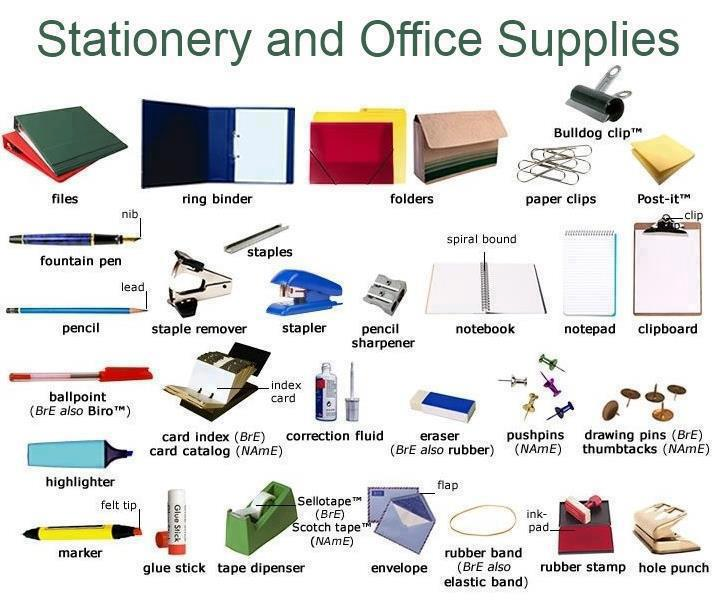 Stationery and Office Supplies
Bulldog clip™
files
ring binder
folders
paper clips
Post-it™
nib
clip
fountain pen
staples
spiral bound
lead
pencil
staple remover
stapler
pencil
sharpener
notebook
notepad
clipboard
ballpoint
(BrE also Biro™)
index
card
card index (BrE)
card catalog (NAmE)
correction fluid
eraser
(BrE also rubber)
pushpins
(NAmE)
drawing pins (BrE)
thumbtacks (NAmE)
highlighter
felt tip
marker
Glue Stick
glue stick
Sellotape™
(BrE)
Scotch tape™
(NAmE)
tape dipenser
flap
envelope
rubber band
(BrE also
elastic band)
ink-
pad
rubber stamp
hole punch